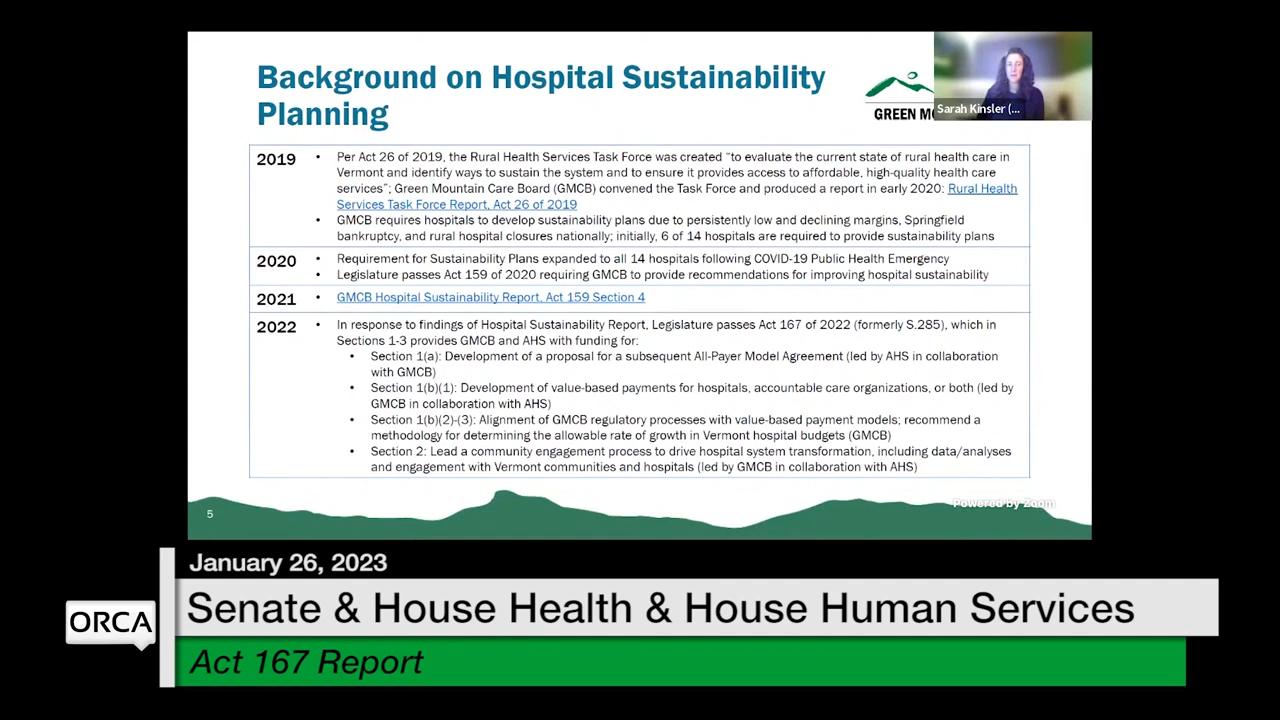 Background on Hospital Sustainability
Planning
GREEN MO
Sarah Kinsler (...
2019
• Per Act 26 of 2019, the Rural Health Services Task Force was created “to evaluate the current state of rural health care in
Vermont and identify ways to sustain the system and to ensure it provides access to affordable, high-quality health care
services”; Green Mountain Care Board (GMCB) convened the Task Force and produced a report in early 2020: Rural Health
Services Task Force Report, Act 26 of 2019
• GMCB requires hospitals to develop sustainability plans due to persistently low and declining margins, Springfield
bankruptcy, and rural hospital closures nationally; initially, 6 of 14 hospitals are required to provide sustainability plans
2020
• Requirement for Sustainability Plans expanded to all 14 hospitals following COVID-19 Public Health Emergency
• Legislature passes Act 159 of 2020 requiring GMCB to provide recommendations for improving hospital sustainability
2021
• GMCB Hospital Sustainability Report, Act 159 Section 4
2022
• In response to findings of Hospital Sustainability Report, Legislature passes Act 167 of 2022 (formerly S.285), which in
Sections 1-3 provides GMCB and AHS with funding for:
• Section 1(a): Development of a proposal for a subsequent All-Payer Model Agreement (led by AHS in collaboration
with GMCB)
• Section 1(b)(1): Development of value-based payments for hospitals, accountable care organizations, or both (led by
GMCB in collaboration with AHS)
• Section 1(b)(2)-(3): Alignment of GMCB regulatory processes with value-based payment models; recommend a
methodology for determining the allowable rate of growth in Vermont hospital budgets (GMCB)
• Section 2: Lead a community engagement process to drive hospital system transformation, including data/analyses
and engagement with Vermont communities and hospitals (led by GMCB in collaboration with AHS)
Powered by Zoom
5
January 26, 2023
ORCA
Senate & House Health & House Human Services
Act 167 Report